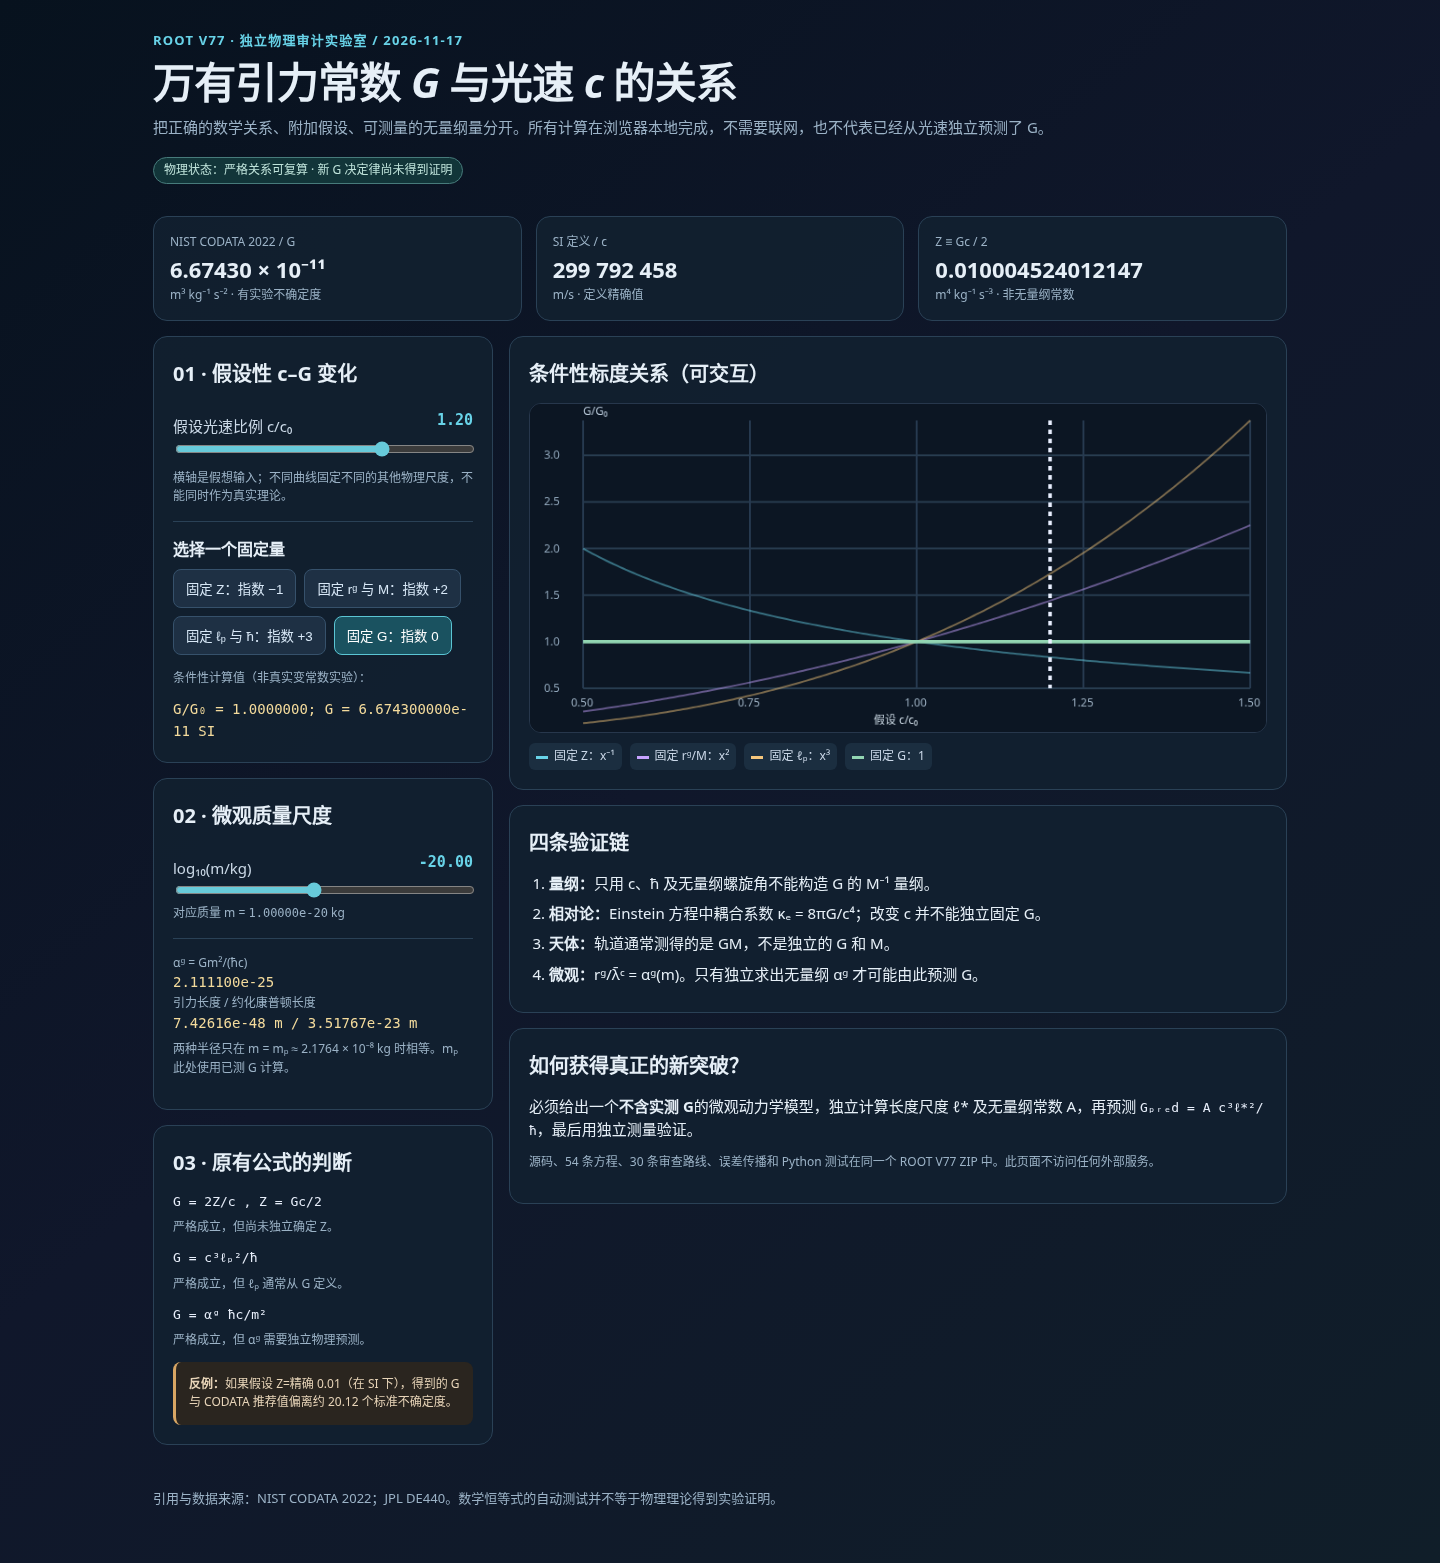 ROOT V77 · 独立物理审计实验室 / 2026-11-17
万有引力常数 G 与光速 c 的关系
把正确的数学关系、附加假设、可测量的无量纲量分开。所有计算在浏览器本地完成，不需要联网，也不代表已经从光速独立预测了 G。
物理状态：严格关系可复算 · 新 G 决定律尚未得到证明
NIST CODATA 2022 / G
6.67430 × 10⁻¹¹
m³ kg⁻¹ s⁻² · 有实验不确定度
SI 定义 / c
299 792 458
m/s · 定义精确值
Z ≡ Gc / 2
0.010004524012147
m⁴ kg⁻¹ s⁻³ · 非无量纲常数
01 · 假设性 c–G 变化
假设光速比例 c/c₀
1.20
横轴是假想输入；不同曲线固定不同的其他物理尺度，不
能同时作为真实理论。
选择一个固定量
固定 Z：指数 −1
固定 rᵍ 与 M：指数 +2
固定 ℓₚ 与 ħ：指数 +3
固定 G：指数 0
条件性计算值（非真实变常数实验）：
G/G₀ = 1.0000000; G = 6.674300000e-
11 SI
02 · 微观质量尺度
log₁₀(m/kg)
-20.00
对应质量 m = 1.00000e-20 kg
αᵍ = Gm²/(ħc)
2.111100e-25
引力长度 / 约化康普顿长度
7.42616e-48 m / 3.51767e-23 m
两种半径只在 m = mₚ ≈ 2.1764 × 10⁻⁸ kg 时相等。mₚ
此处使用已测 G 计算。
03 · 原有公式的判断
G = 2Z/c , Z = Gc/2
严格成立，但尚未独立确定 Z。
G = c³ℓₚ²/ħ
严格成立，但 ℓₚ 通常从 G 定义。
G = αᵍ ħc/m²
严格成立，但 αᵍ 需要独立物理预测。
反例：如果假设 Z=精确 0.01（在 SI 下），得到的 G
与 CODATA 推荐值偏离约 20.12 个标准不确定度。
条件性标度关系（可交互）
G/G₀
3.0
2.5
2.0
1.5
1.0
0.5
0.50
0.75
1.00
1.25
1.50
假设 c/c₀
固定 Z：x⁻¹
固定 rᵍ/M：x²
固定 ℓₚ：x³
固定 G：1
四条验证链
1. 量纲：只用 c、ħ 及无量纲螺旋角不能构造 G 的 M⁻¹ 量纲。
2. 相对论：Einstein 方程中耦合系数 κₑ = 8πG/c⁴；改变 c 并不能独立固定 G。
3. 天体：轨道通常测得的是 GM，不是独立的 G 和 M。
4. 微观：rᵍ/ƛᶜ = αᵍ(m)。只有独立求出无量纲 αᵍ 才可能由此预测 G。
如何获得真正的新突破？
必须给出一个不含实测 G的微观动力学模型，独立计算长度尺度 ℓ* 及无量纲常数 A，再预测 Gₚᵣₑd = A c³ℓ*²/
ħ，最后用独立测量验证。
源码、54 条方程、30 条审查路线、误差传播和 Python 测试在同一个 ROOT V77 ZIP 中。此页面不访问任何外部服务。
引用与数据来源：NIST CODATA 2022；JPL DE440。数学恒等式的自动测试并不等于物理理论得到实验证明。